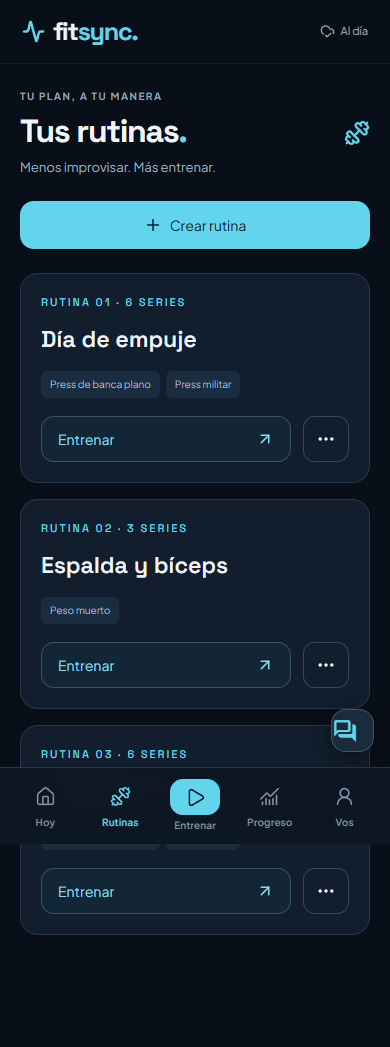 fitsync.
Al día
TU PLAN, A TU MANERA
Tus rutinas.
Menos improvisar. Más entrenar.
+ Crear rutina
RUTINA 01 · 6 SERIES
Día de empuje
Press de banca plano
Press militar
Entrenar
RUTINA 02 · 3 SERIES
Espalda y bíceps
Peso muerto
Entrenar
RUTINA 03 · 6 SERIES
Hoy
Rutinas
Entrenar
Progreso
Vos
Entrenar